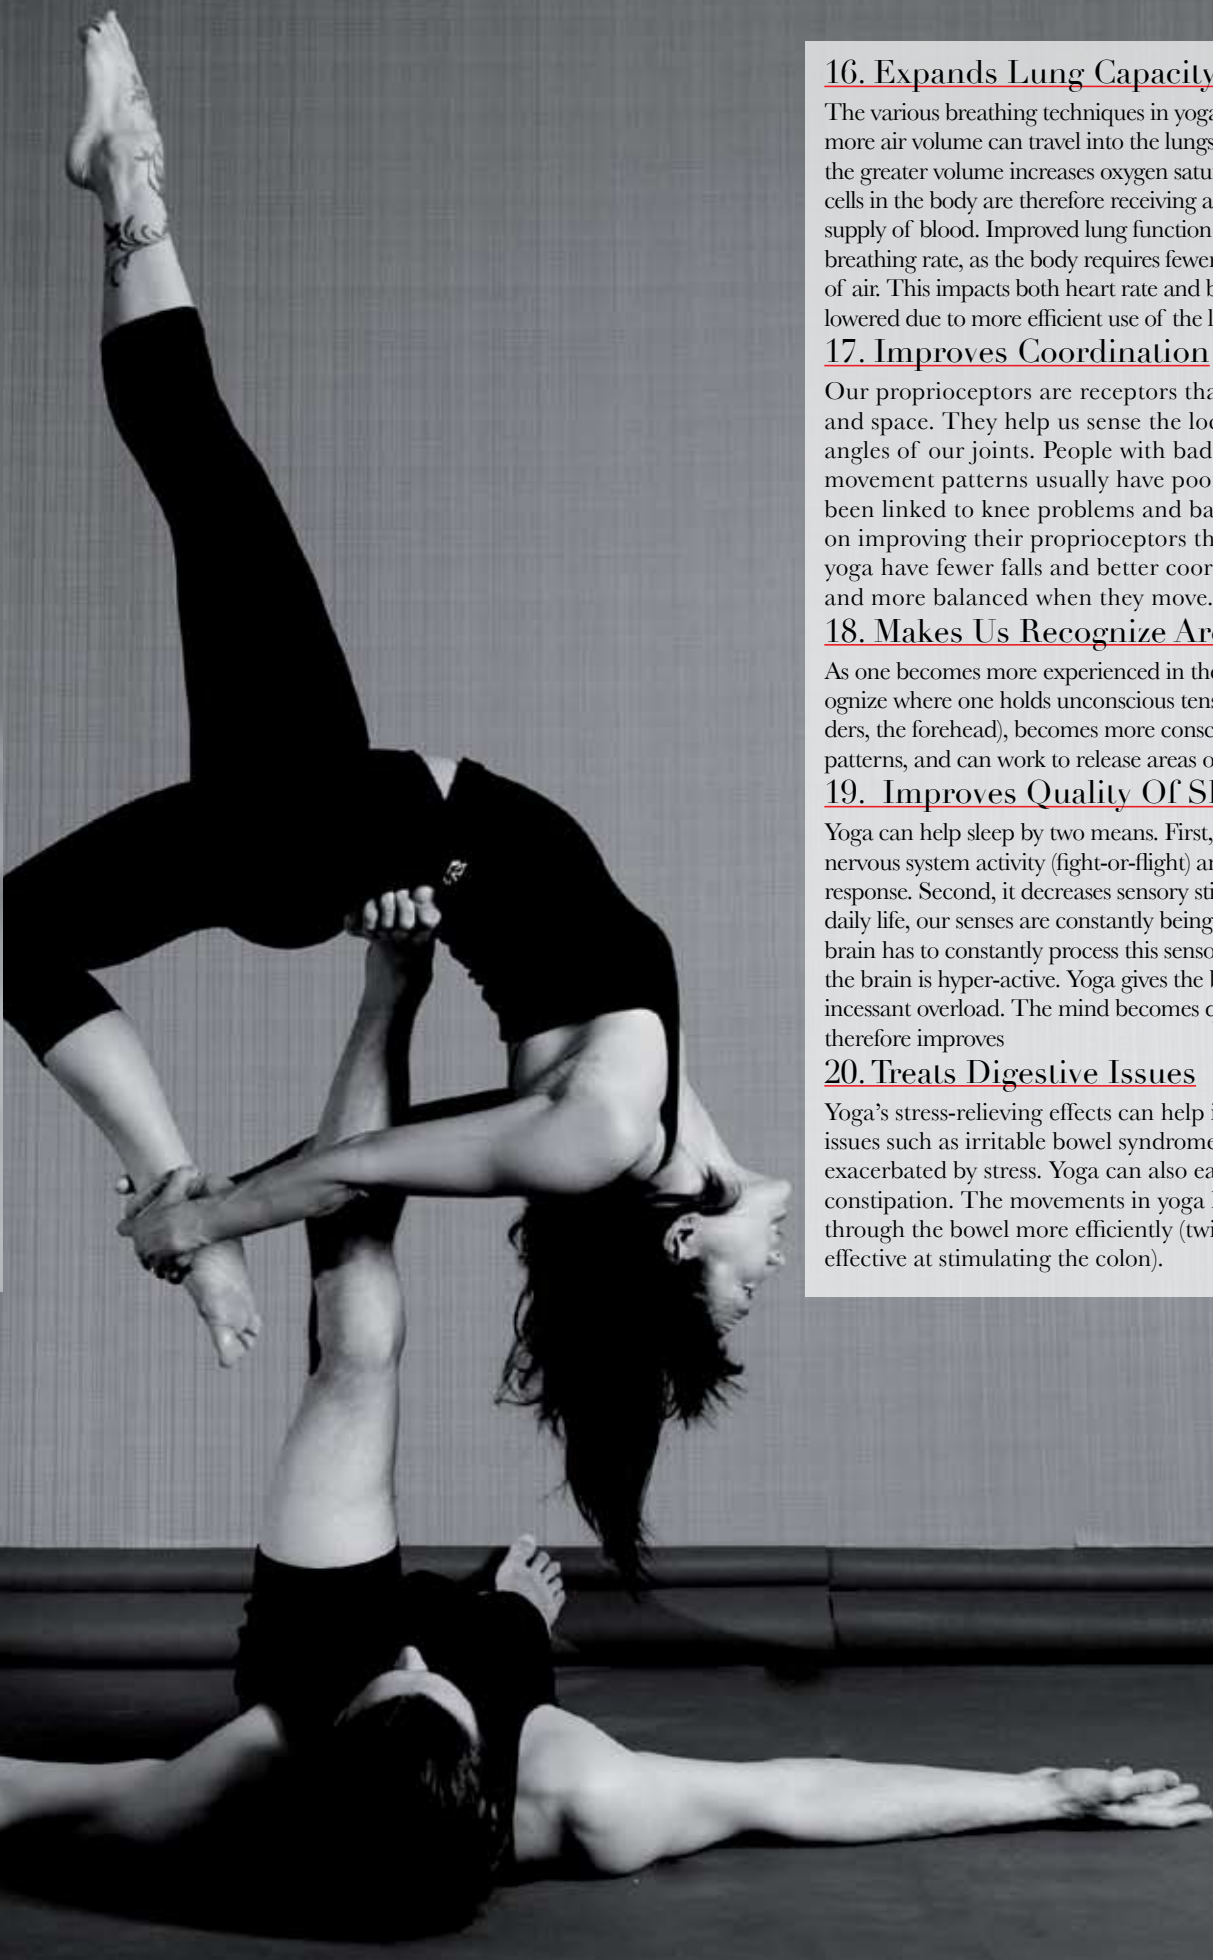 16. Expands Lung Capacity
The various breathing techniques in yoga
more air volume can travel into the lungs
the greater volume increases oxygen satu
cells in the body are therefore receiving a
supply of blood. Improved lung function
breathing rate, as the body requires fewer
of air. This impacts both heart rate and b
lowered due to more efficient use of the l
17. Improves Coordination
Our proprioceptors are receptors tha
and space. They help us sense the loc
angles of our joints. People with bad
movement patterns usually have poo
been linked to knee problems and ba
on improving their proprioceptors th
yoga have fewer falls and better coor
and more balanced when they move.
18. Makes Us Recognize Are
As one becomes more experienced in the
ognize where one holds unconscious tens
ders, the forehead), becomes more consc
patterns, and can work to release areas o
19. Improves Quality Of Sl
Yoga can help sleep by two means. First,
nervous system activity (fight-or-flight) an
response. Second, it decreases sensory sti
daily life, our senses are constantly being
brain has to constantly process this senso
the brain is hyper-active. Yoga gives the b
incessant overload. The mind becomes c
therefore improves
20. Treats Digestive Issues
Yoga’s stress-relieving effects can help i
issues such as irritable bowel syndrome
exacerbated by stress. Yoga can also ea
constipation. The movements in yoga
through the bowel more efficiently (twi
effective at stimulating the colon).